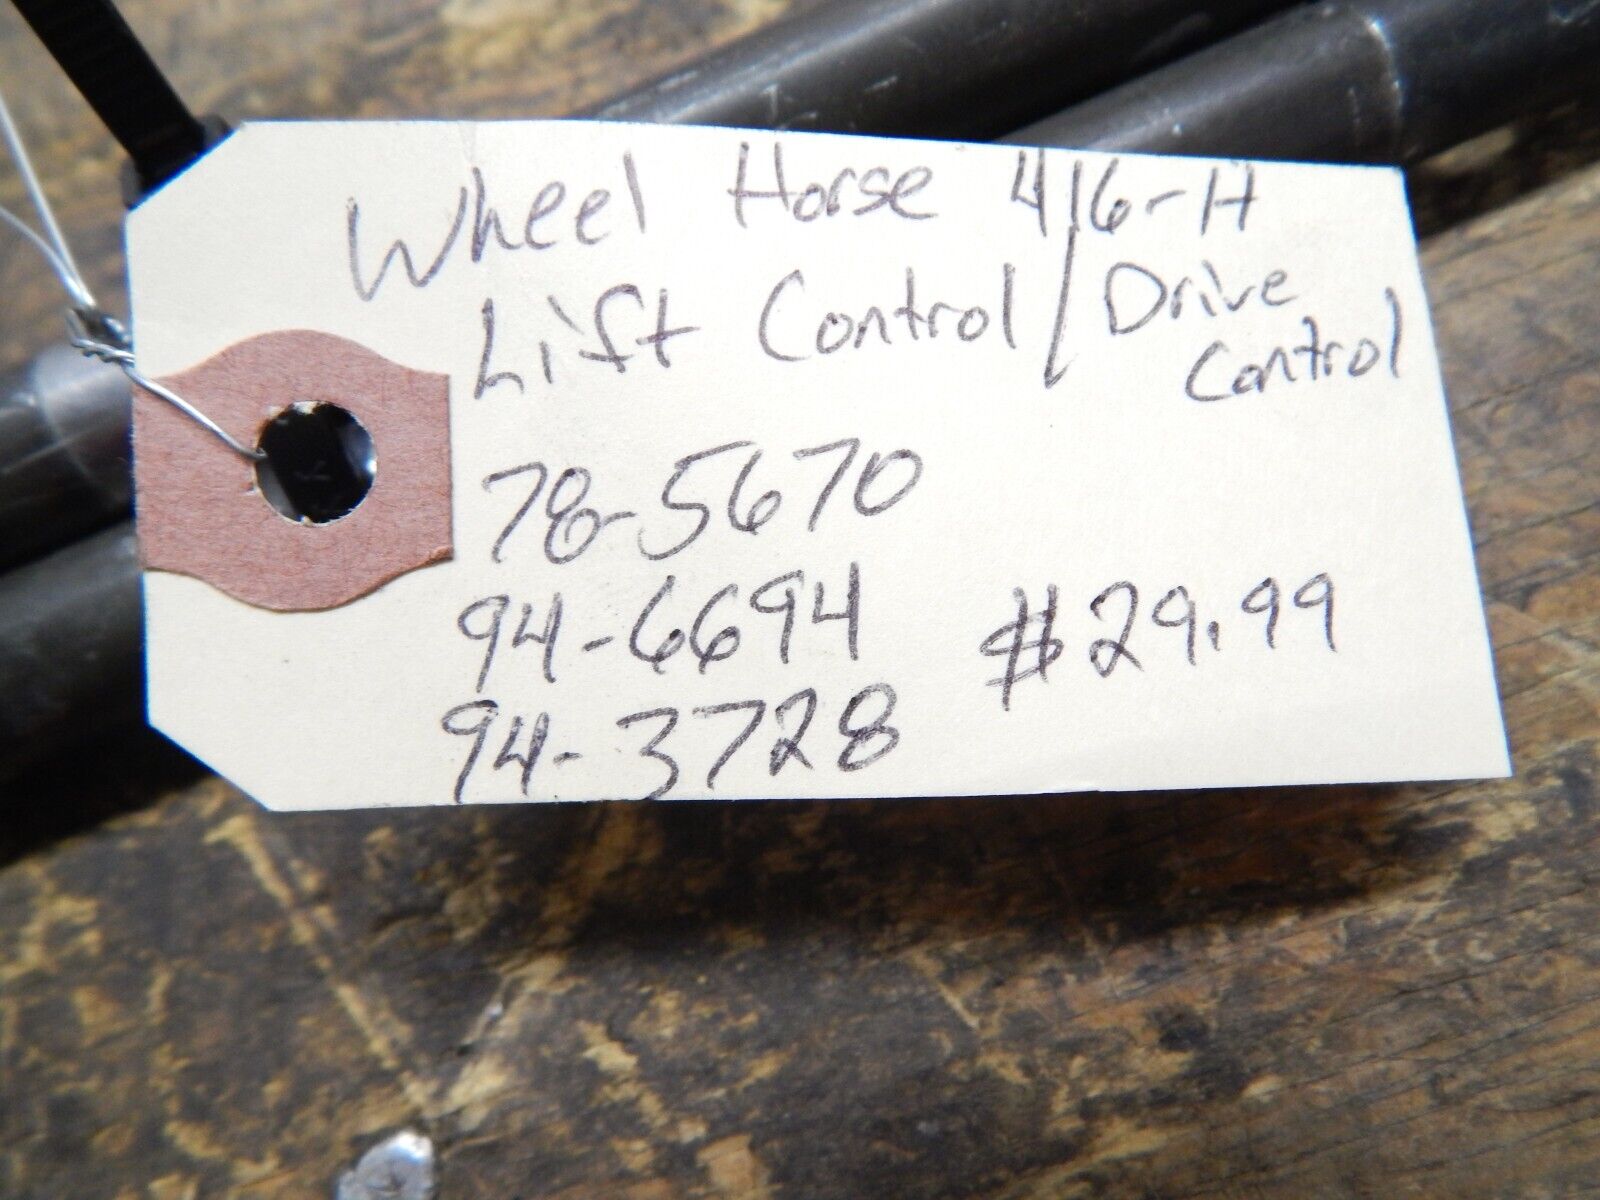 Wheel Horse 416-H
Lift Control / Drive Control
78-5670
94-6694 $29.99
94-3728